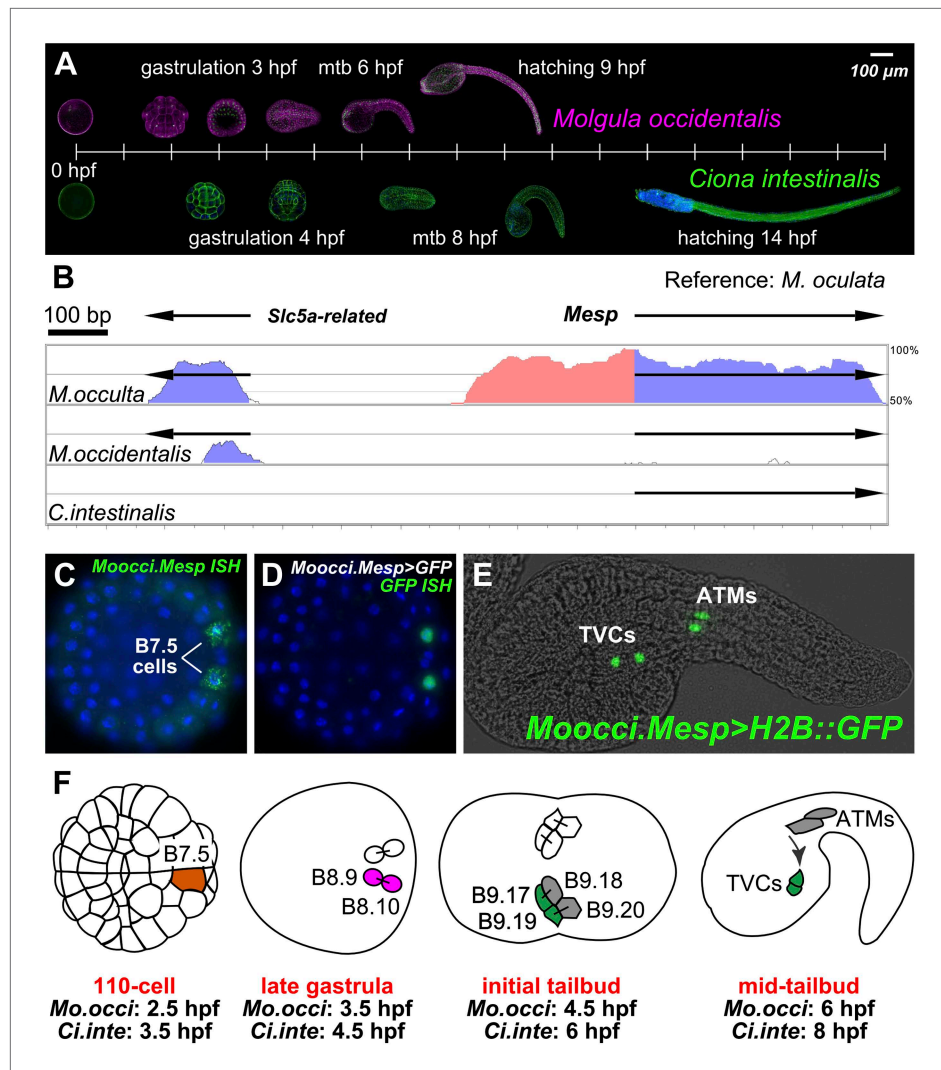 A
gastrulation 3 hpf mtb 6 hpf hatching 9 hpf
100 µm
Molgula occidentalis
0 hpf
Ciona intestinalis
gastrulation 4 hpf mtb 8 hpf hatching 14 hpf
B
Reference: M. oculata
100 bp
Slc5a-related Mesp
100%
M.occulta
50%
M.occidentalis
C.intestinalis
C
Moocci.Mesp ISH
B7.5
cells
D
Moocci.Mesp>GFP
GFP ISH
E
ATMs
TVCs
Moocci.Mesp>H2B::GFP
F
B7.5
B8.9
B8.10
B9.17
B9.18
B9.19
B9.20
ATMs
TVCs
110-cell late gastrula initial tailbud mid-tailbud
Mo.occi: 2.5 hpf Mo.occi: 3.5 hpf Mo.occi: 4.5 hpf Mo.occi: 6 hpf
Ci.inte: 3.5 hpf Ci.inte: 4.5 hpf Ci.inte: 6 hpf Ci.inte: 8 hpf